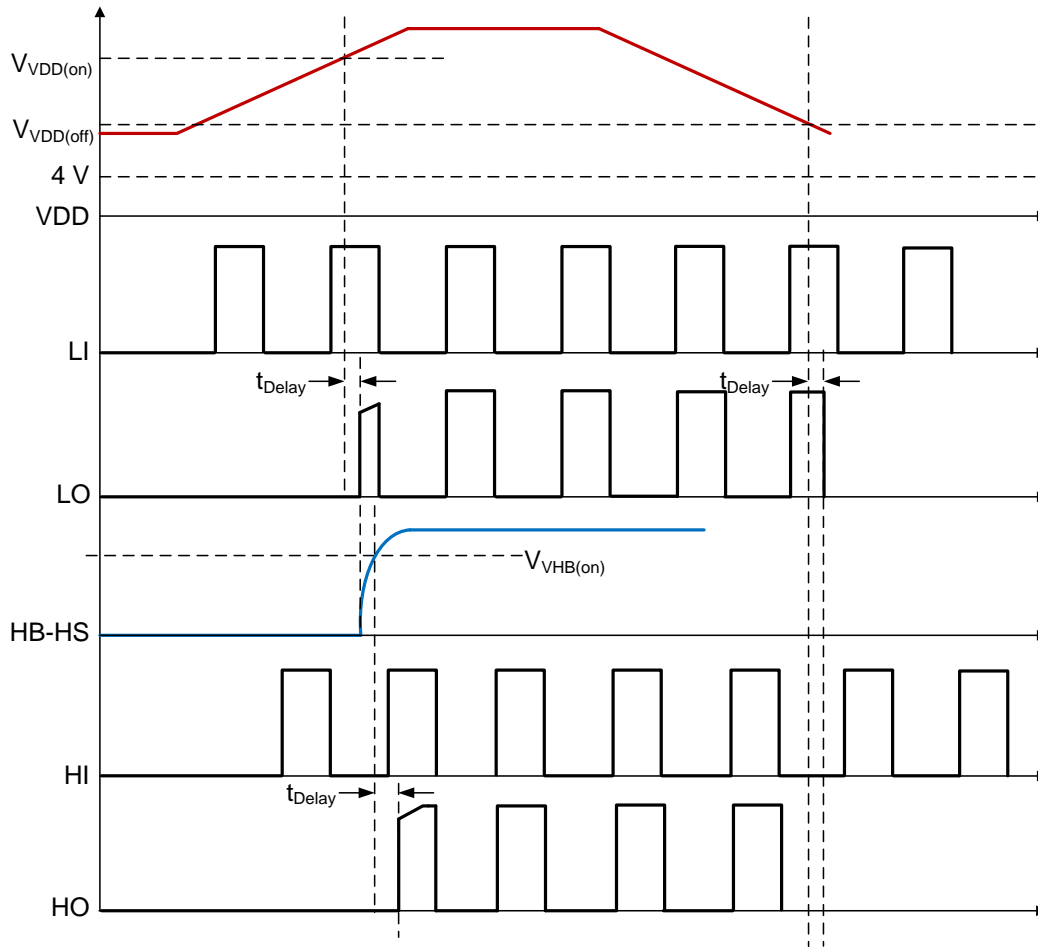 VVDD(on)
VVDD(off)
4 V
VDD
LI
tDelay
tDelay
LO
VVHB(on)
HB-HS
HI
tDelay
HO